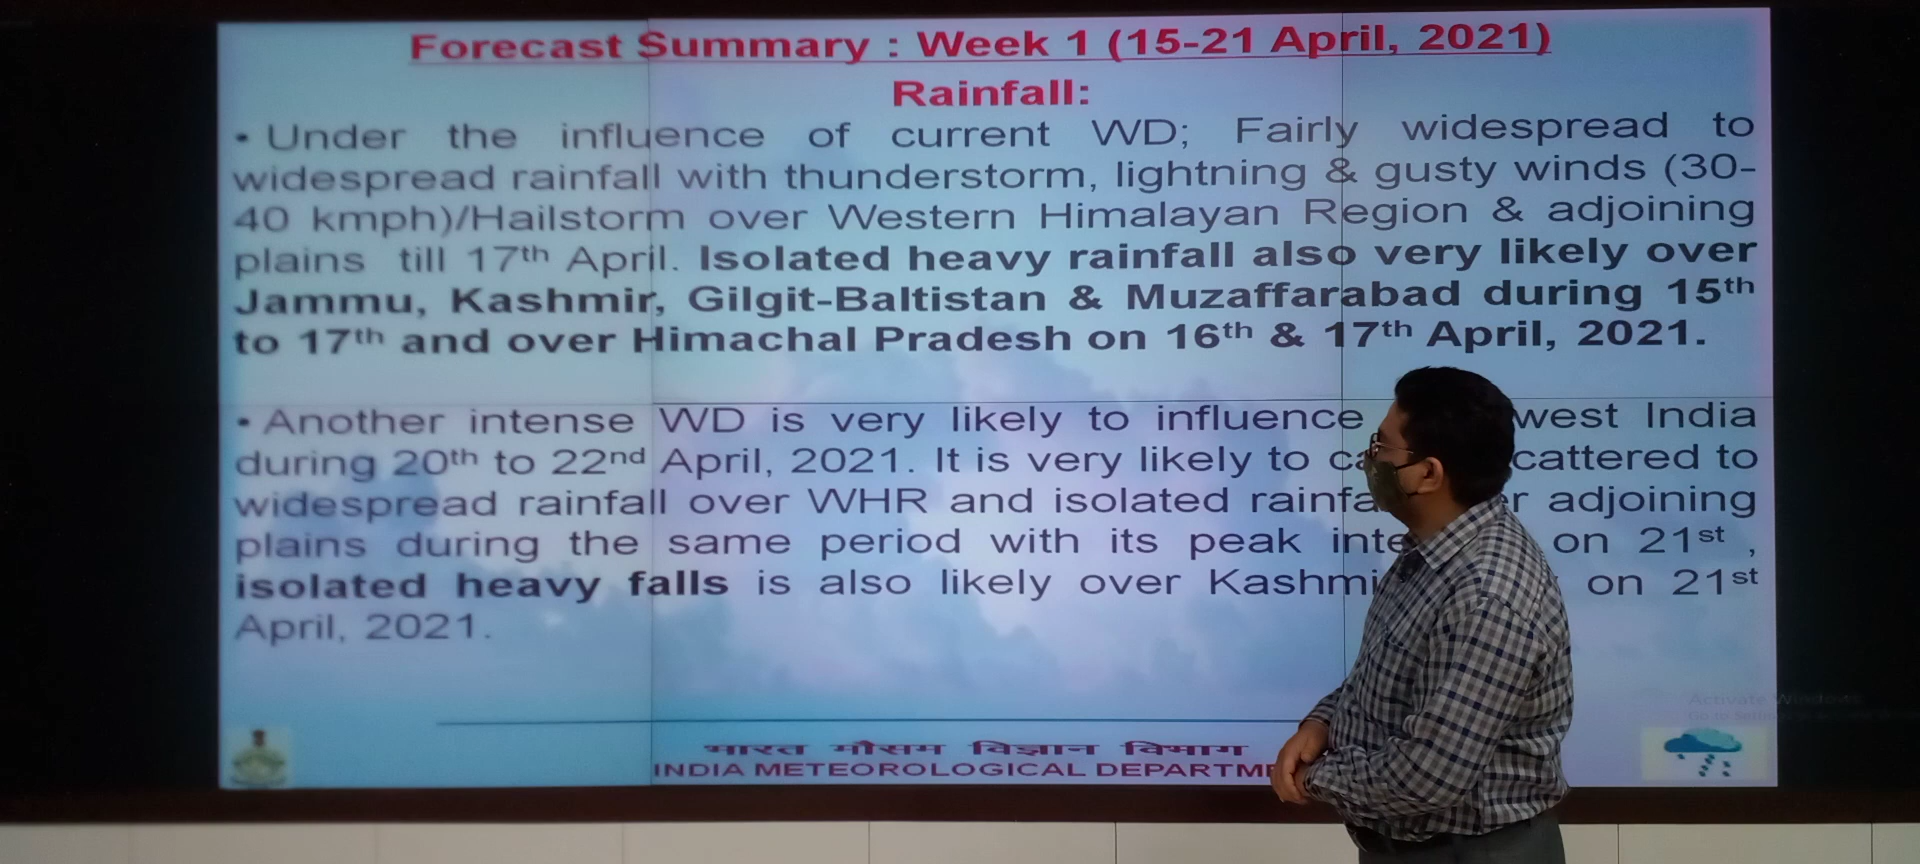 Forecast Summary : Week 1 (15-21 April, 2021)
Rainfall:
• Under the influence of current WD; Fairly widespread to
widespread rainfall with thunderstorm, lightning & gusty winds (30-
40 kmph)/Hailstorm over Western Himalayan Region & adjoining
plains till 17th April. Isolated heavy rainfall also very likely over
Jammu, Kashmir, Gilgit-Baltistan & Muzaffarabad during 15th
to 17th and over Himachal Pradesh on 16th & 17th April, 2021.
• Another intense WD is very likely to influence west India
during 20th to 22nd April, 2021. It is very likely to cattered to
widespread rainfall over WHR and isolated adjoining
plains during the same period with its peak on 21st ,
isolated heavy falls is also likely over on 21st
April, 2021.
Activate Windows
भारत मौसम विज्ञान विभाग
INDIA METEOROLOGICAL